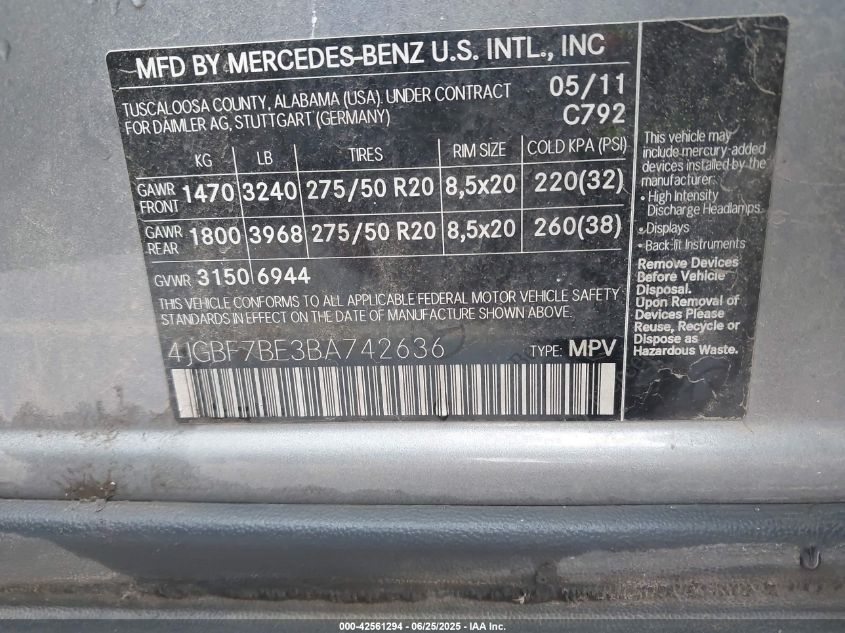 MFD BY MERCEDES-BENZ U.S. INTL., INC
TUSCALOOSA COUNTY, ALABAMA (USA). UNDER CONTRACT
FOR DAIMLER AG, STUTTGART (GERMANY)
05/11
C792
KG LB TIRES RIM SIZE COLD KPA (PSI)
GAWR FRONT 1470 3240 275/50 R20 8,5x20 220(32)
GAWR REAR 1800 3968 275/50 R20 8,5x20 260(38)
GVWR 3150 6944
THIS VEHICLE CONFORMS TO ALL APPLICABLE FEDERAL MOTOR VEHICLE SAFETY
STANDARDS IN EFFECT ON THE DATE OF MANUFACTURE SHOWN ABOVE.
4JGBF7BE3BA742636 TYPE: MPV
This vehicle may
include mercury-added
devices installed by the
manufacturer:
• High Intensity
Discharge Headlamps
• Displays
• Back-lit Instruments
Remove Devices
Before Vehicle
Disposal.
Upon Removal of
Devices Please
Reuse, Recycle or
Dispose as
Hazardous Waste.
000-42561294 - 06/25/2025 - IAA Inc.